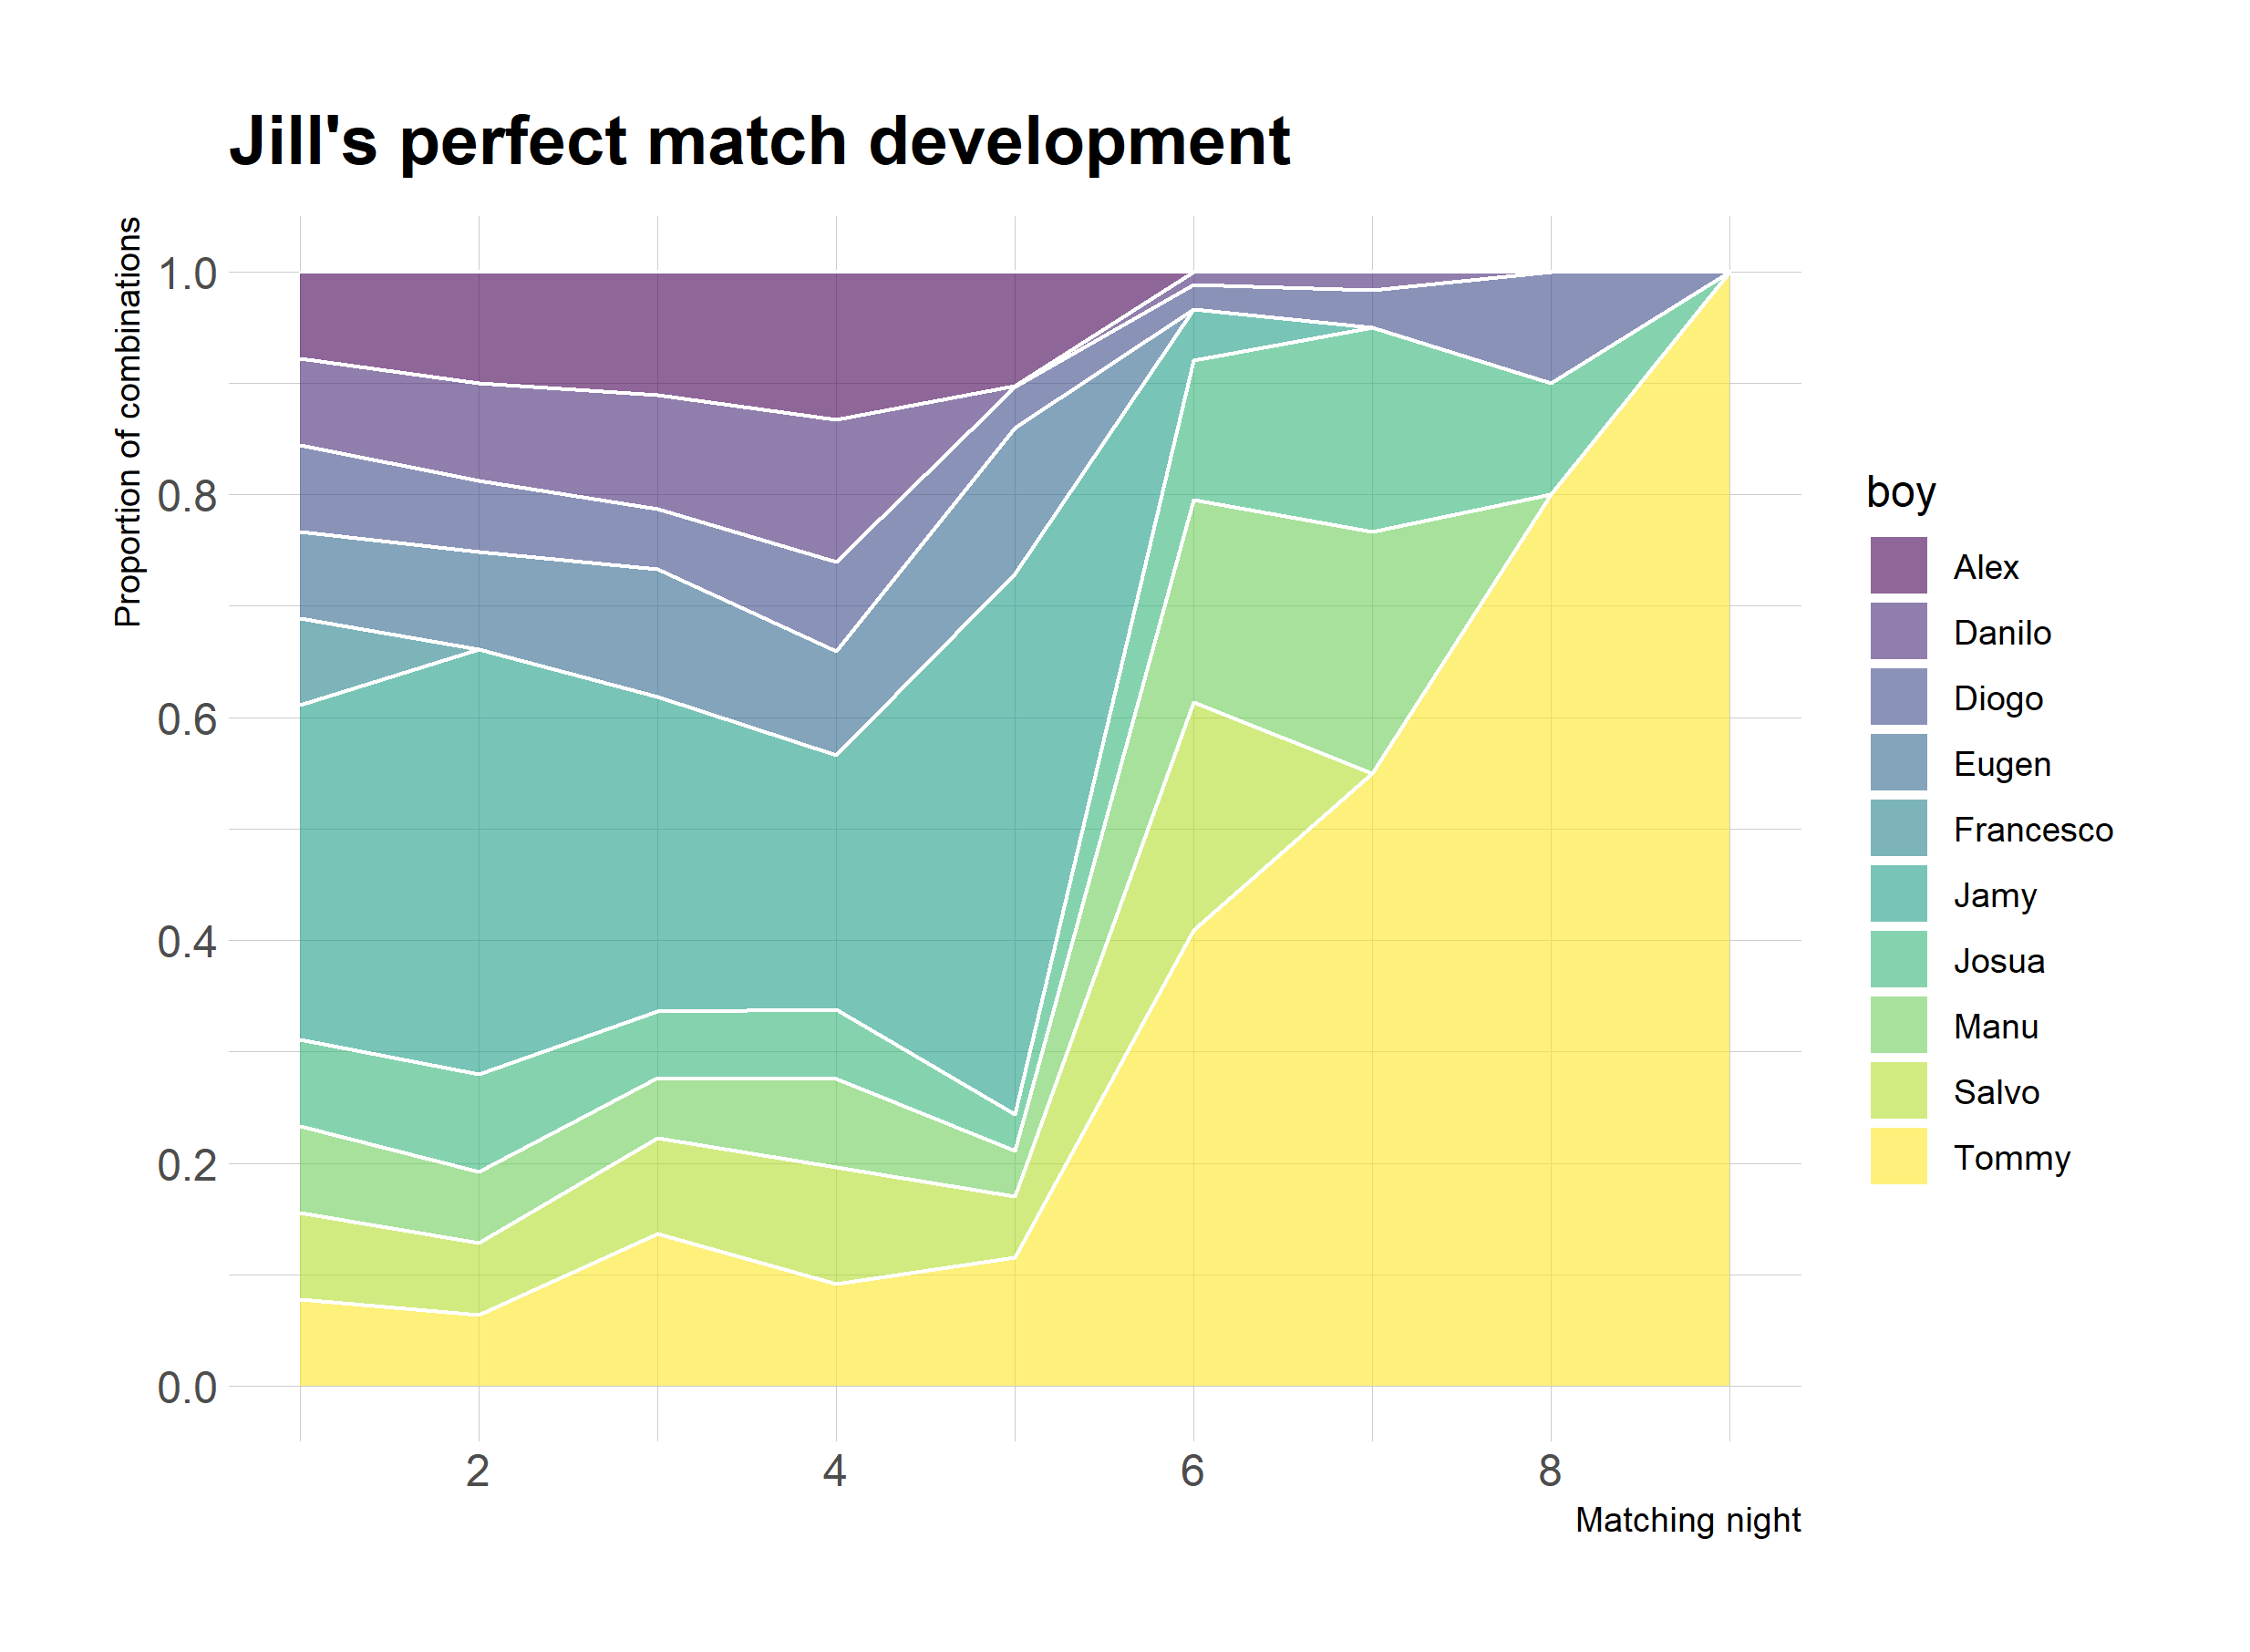 Jill's perfect match development
Proportion of combinations
1.0
0.8
0.6
0.4
0.2
0.0
2
4
6
8
Matching night
boy
Alex
Danilo
Diogo
Eugen
Francesco
Jamy
Josua
Manu
Salvo
Tommy